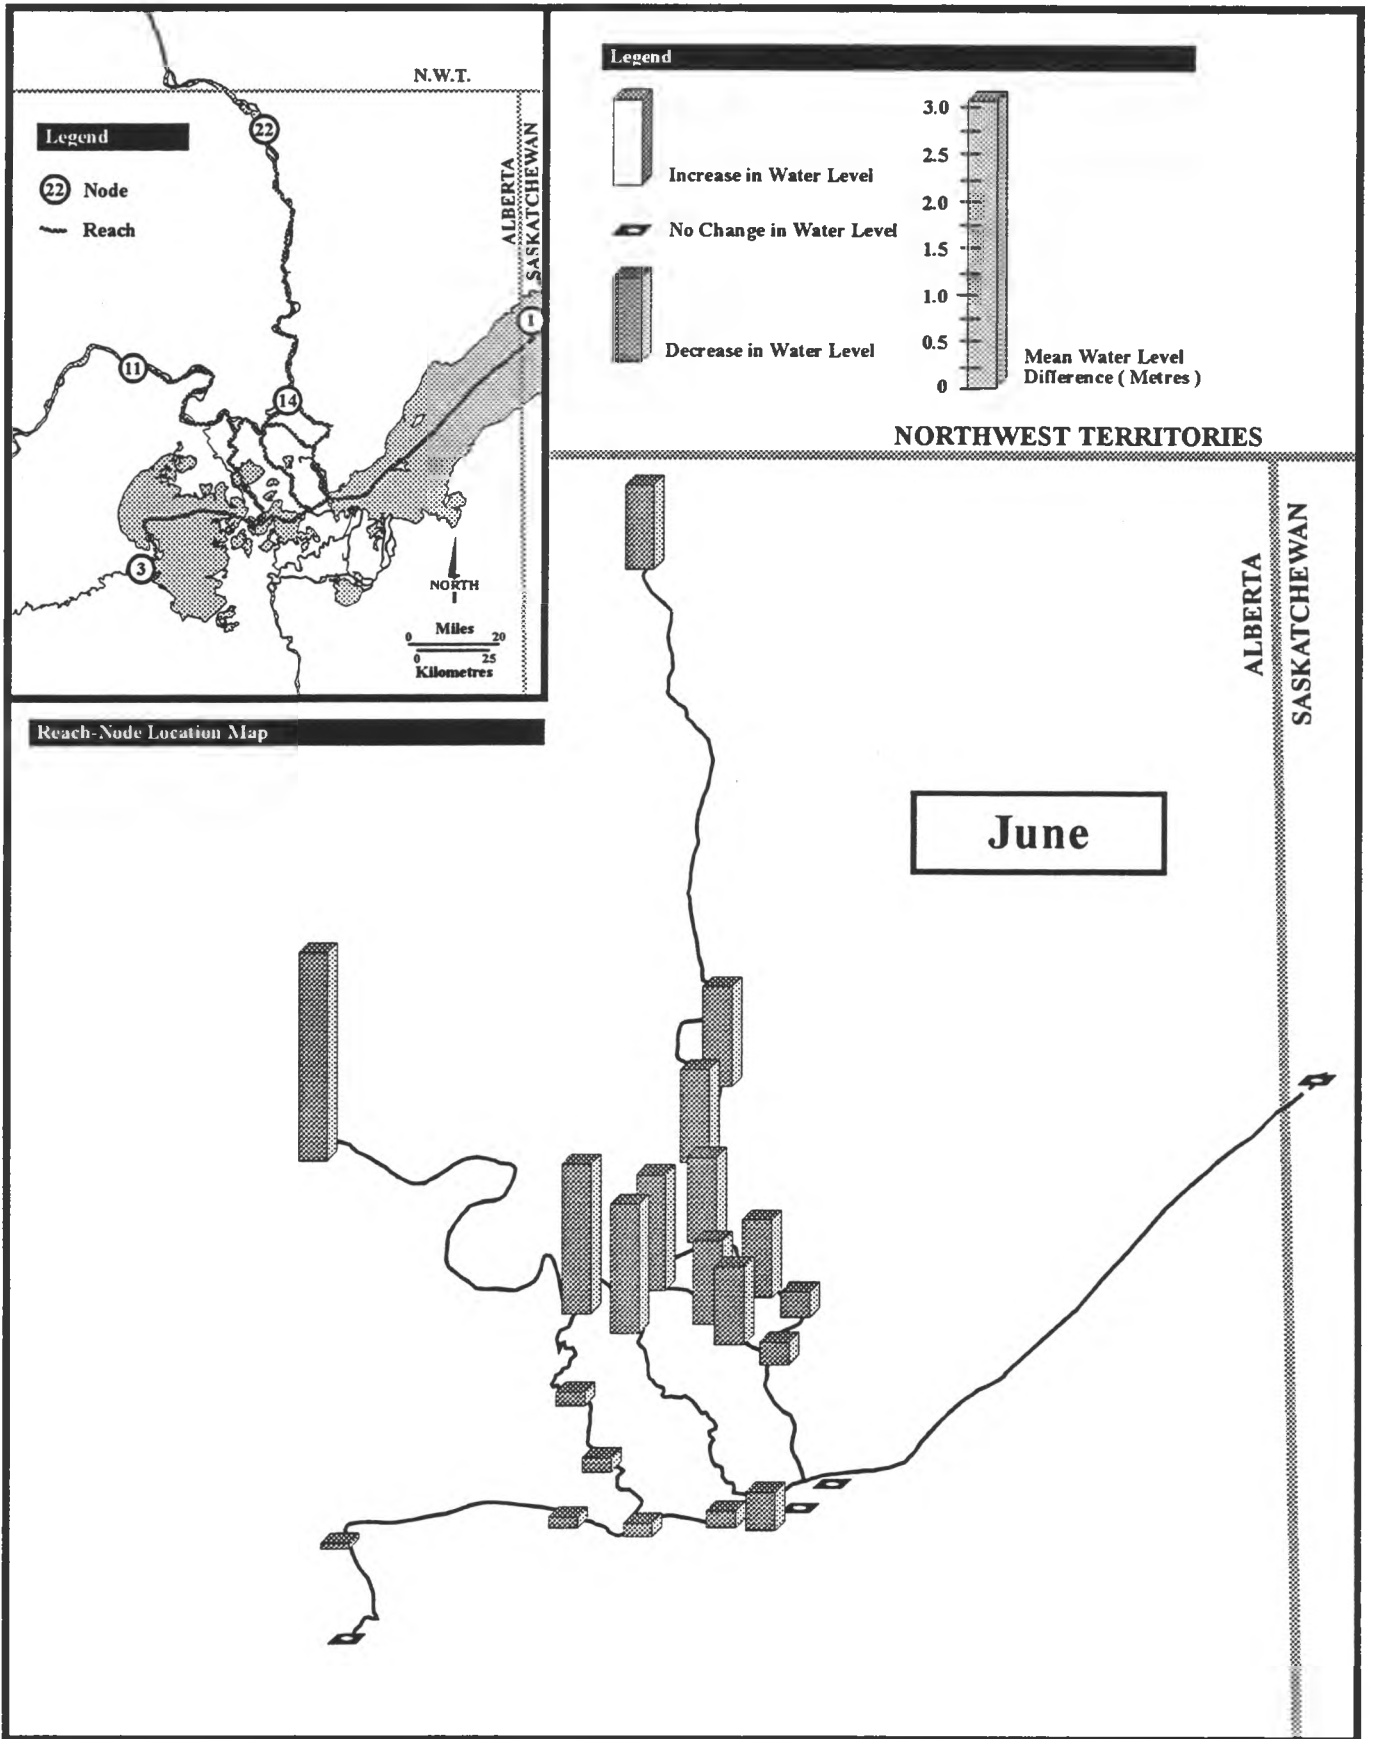 N.W.T.
Legend
22 Node
Reach
ALBERTA
SASKATCHEWAN
22
11
14
1
3
NORTH
Miles
0 20
0 25
Kilometres
Reach-Node Location Map
Legend
Increase in Water Level
No Change in Water Level
Decrease in Water Level
3.0
2.5
2.0
1.5
1.0
0.5
0
Mean Water Level
Difference ( Metres )
NORTHWEST TERRITORIES
ALBERTA
SASKATCHEWAN
June